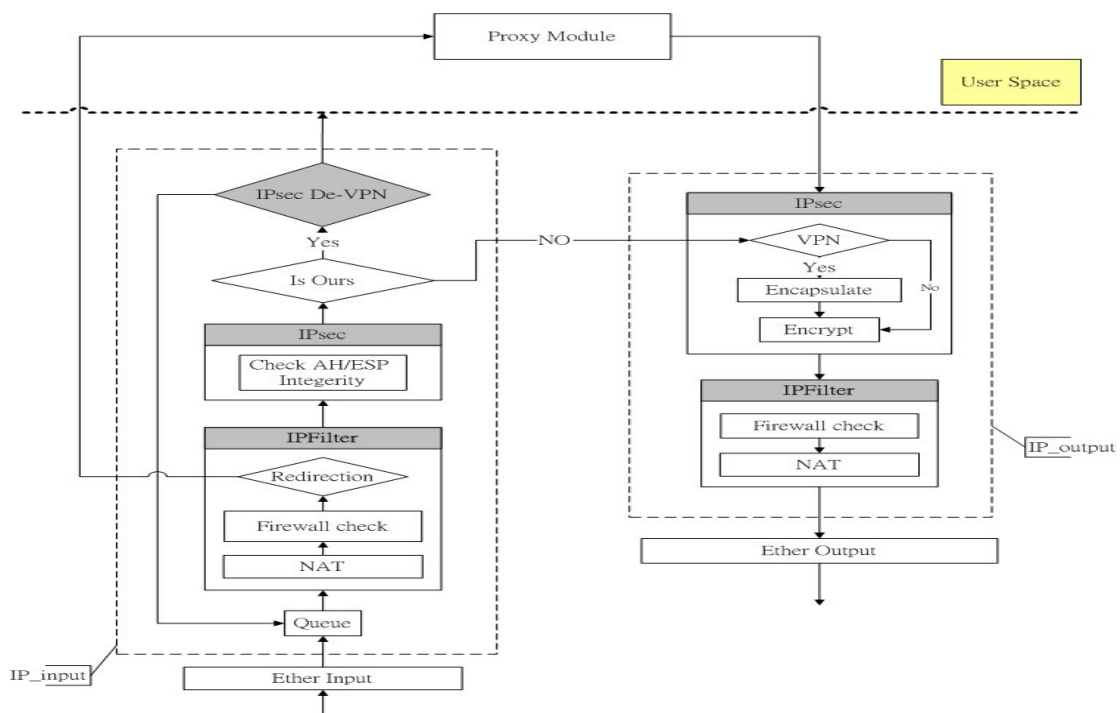 Proxy Module
User Space
IPsec De-VPN
Yes
Is Ours
NO
IPsec
Check AH/ESP
Integerity
IPFilter
Redirection
Firewall check
NAT
Queue
IP_input
Ether Input
IPsec
VPN
Yes
No
Encapsulate
Encrypt
IPFilter
Firewall check
NAT
IP_output
Ether Output